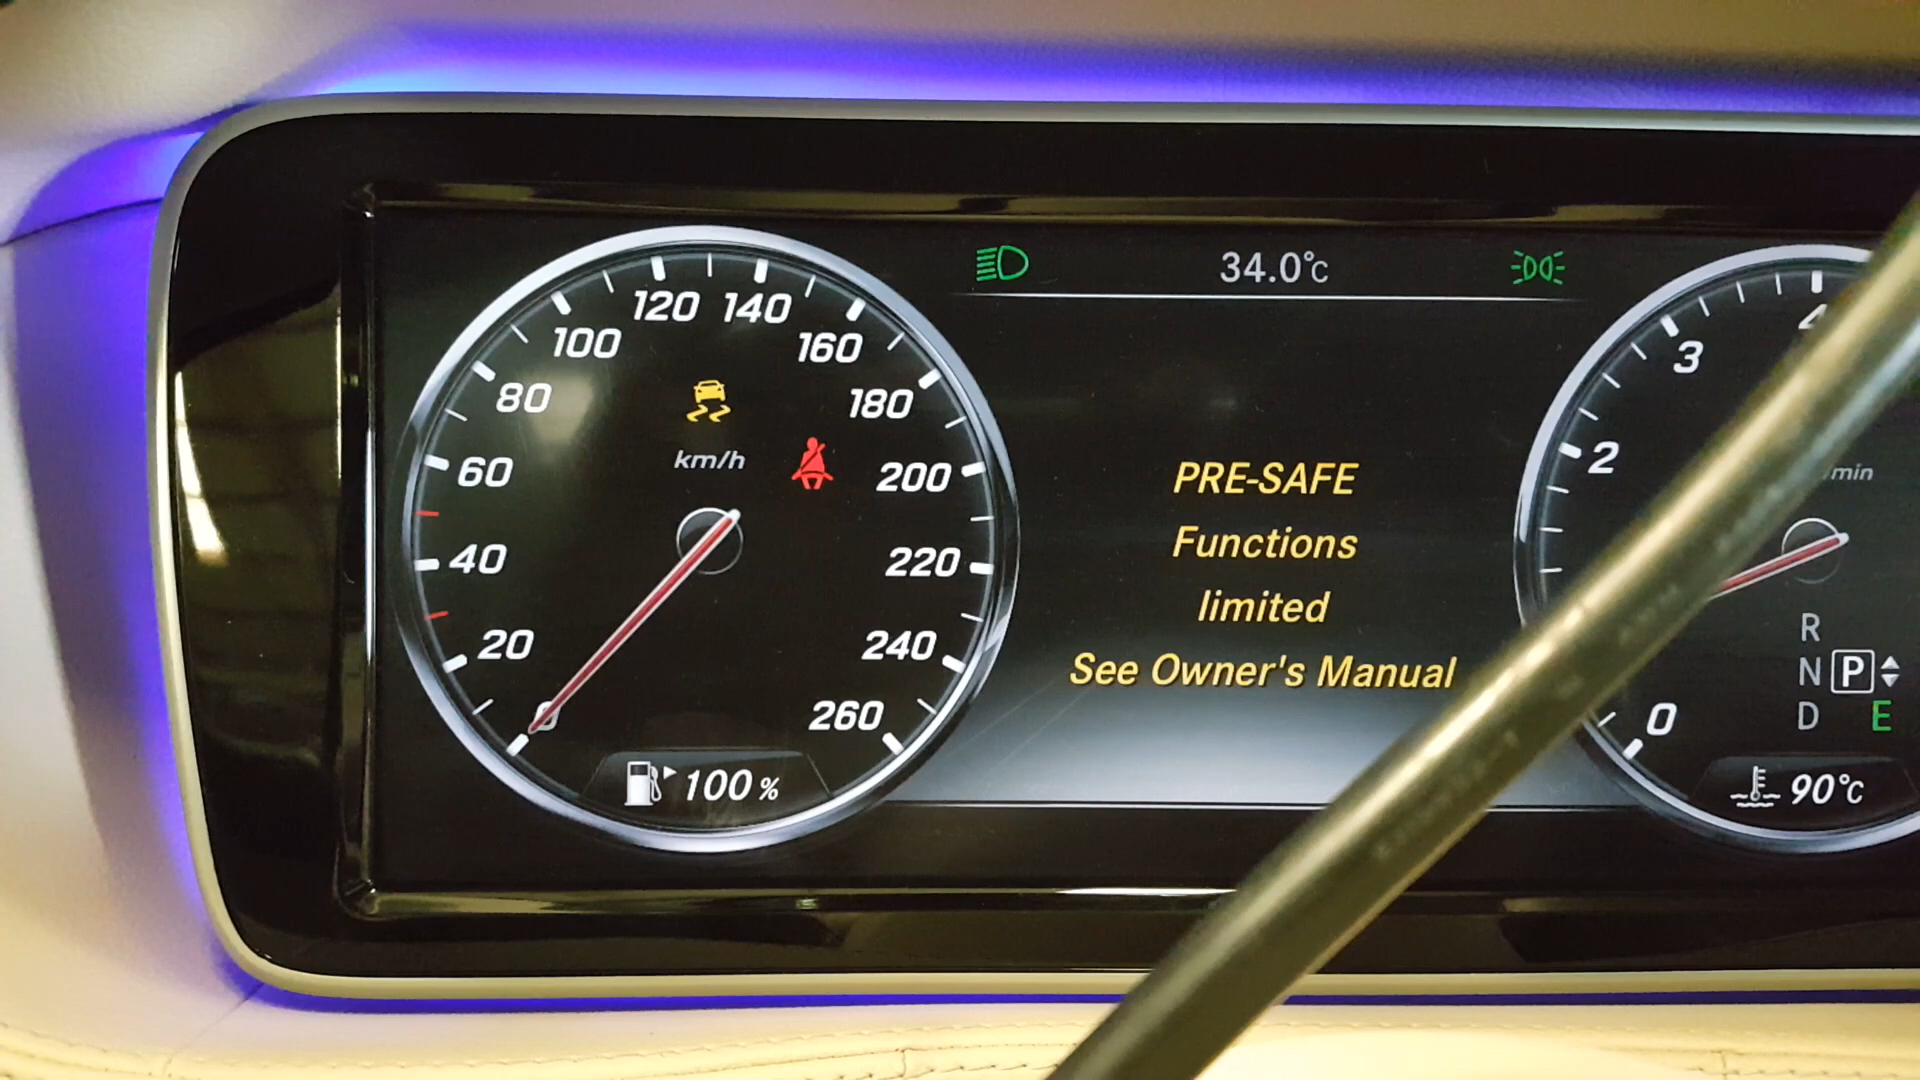 34.0°C
120 140
100
160
80
180
km/h
60
200
40
220
20
240
0
260
100 %
PRE-SAFE
Functions
limited
See Owner's Manual
3
2
/min
R
N P
D E
0
90°C